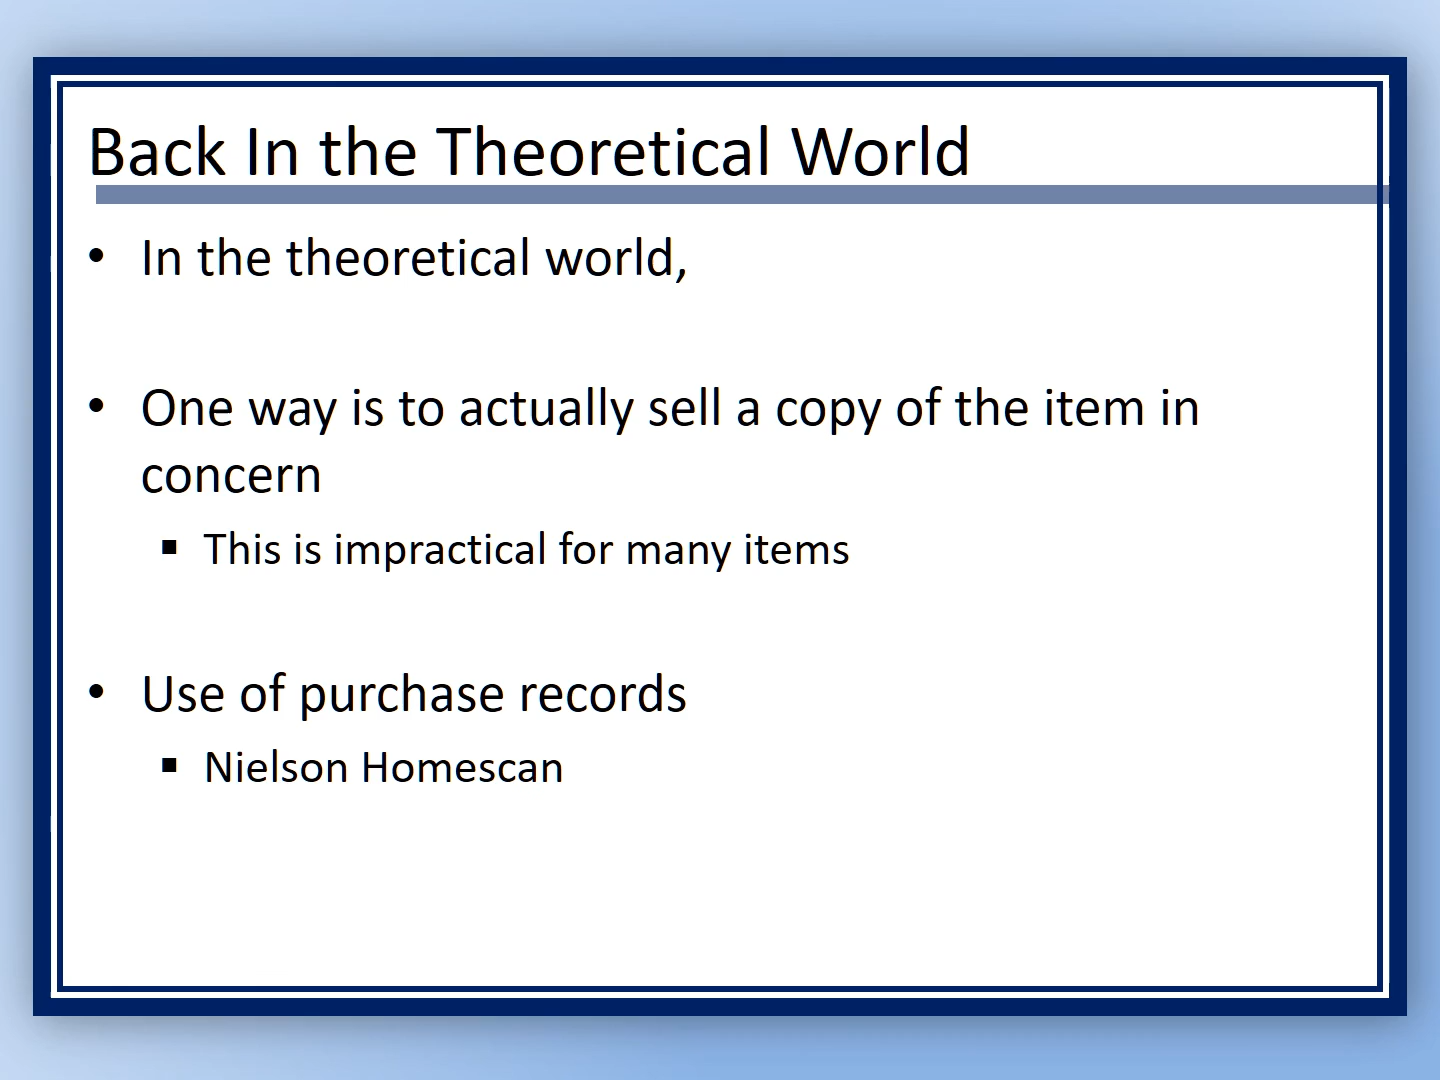 Back In the Theoretical World
• In the theoretical world,
• One way is to actually sell a copy of the item in
concern
▪ This is impractical for many items
• Use of purchase records
▪ Nielson Homescan